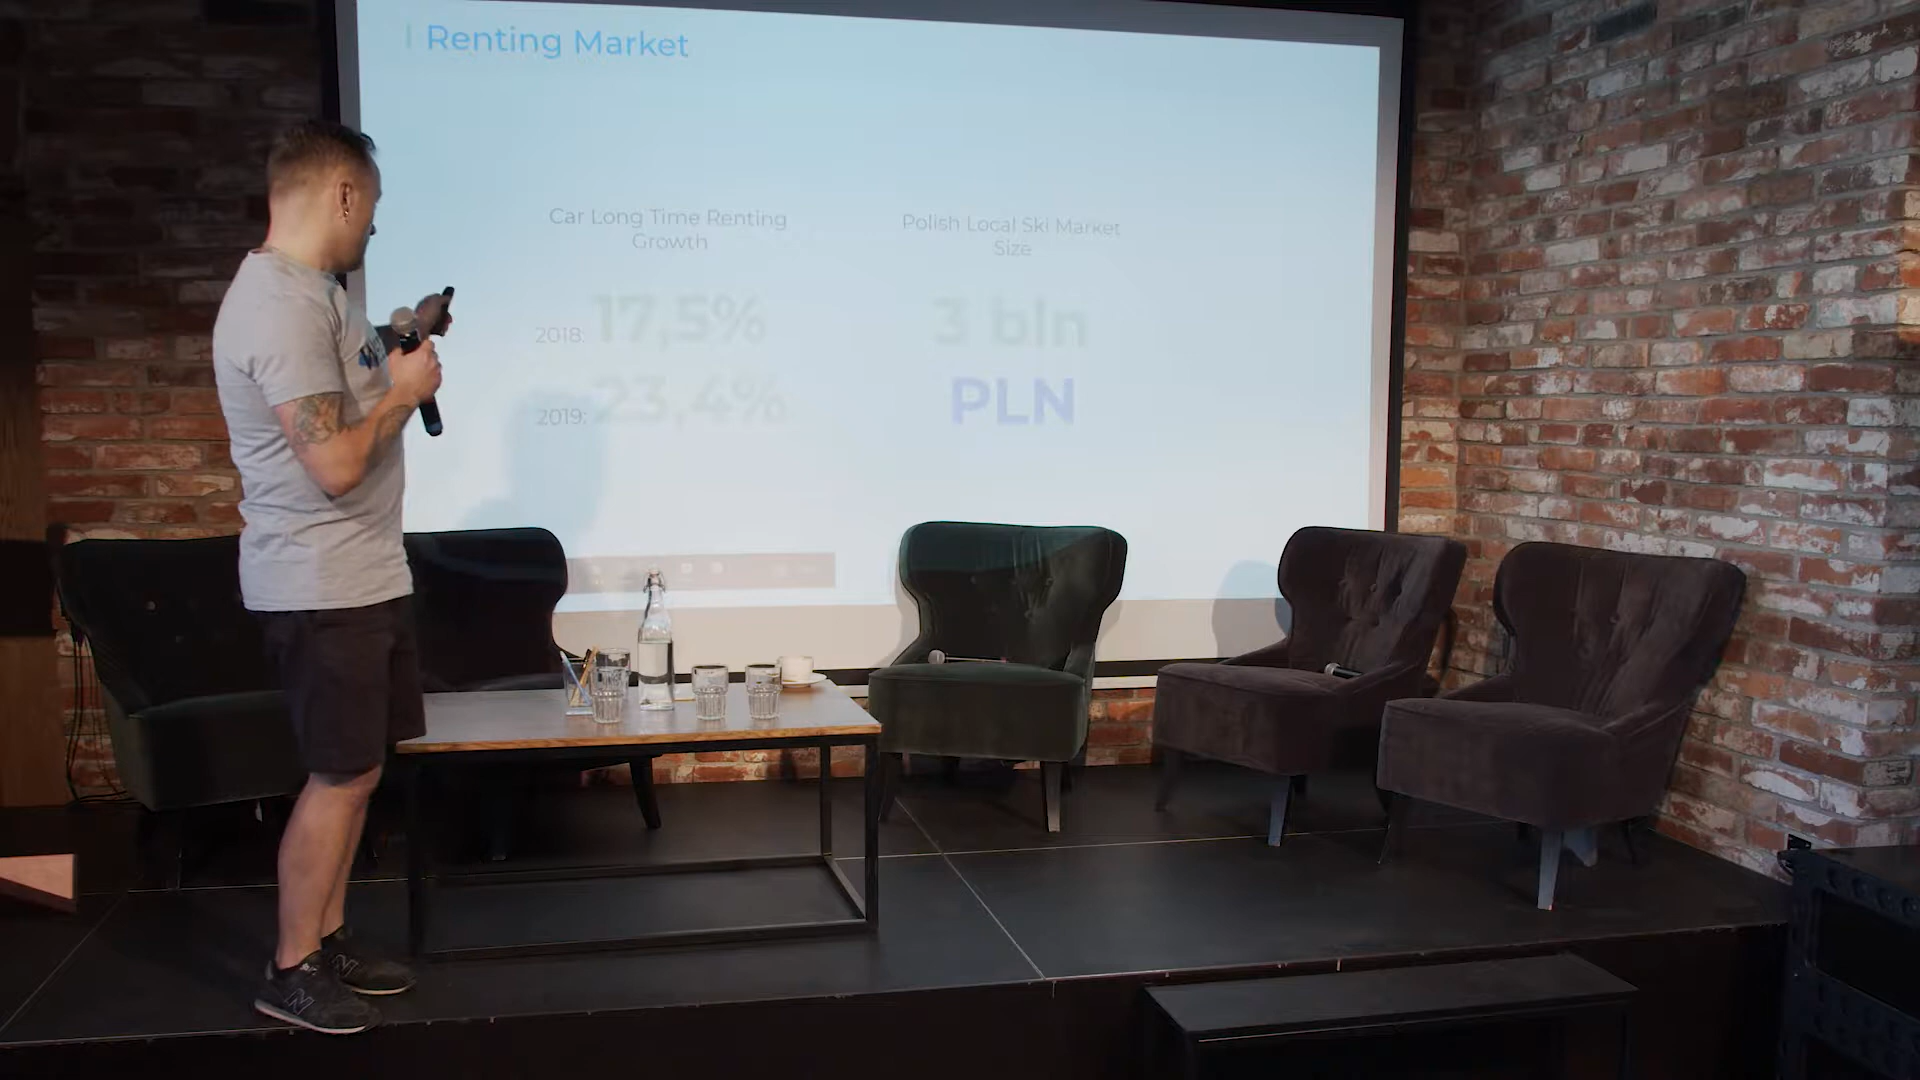 Renting Market
Car Long Time Renting
Growth
2018: 17,5%
2019: 23,4%
Polish Local Ski Market
Size
3 bln
PLN
N
N